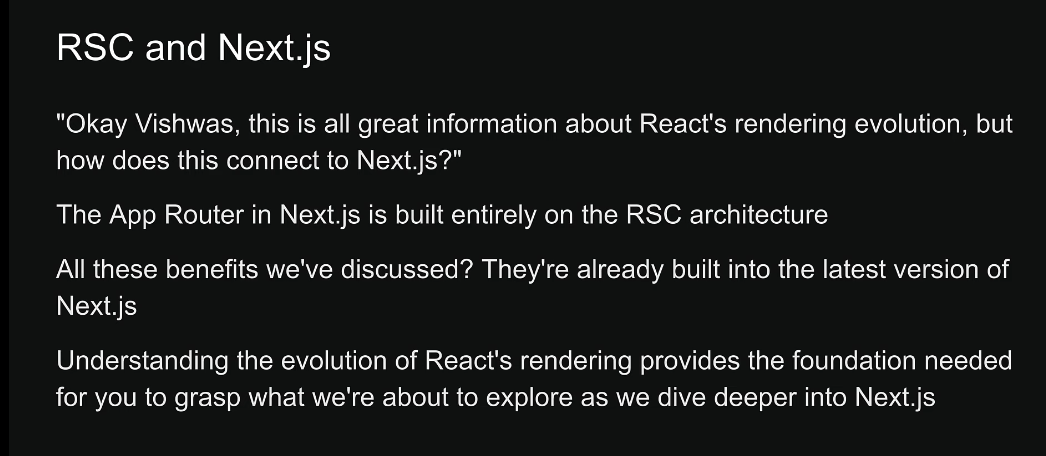 RSC and Next.js
"Okay Vishwas, this is all great information about React's rendering evolution, but
how does this connect to Next.js?"
The App Router in Next.js is built entirely on the RSC architecture
All these benefits we've discussed? They're already built into the latest version of
Next.js
Understanding the evolution of React's rendering provides the foundation needed
for you to grasp what we're about to explore as we dive deeper into Next.js